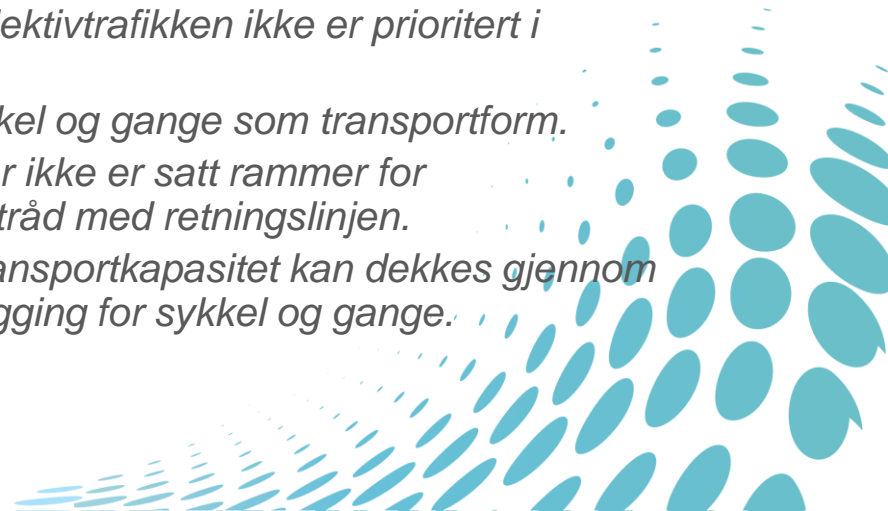 lektivtrafikken ikke er prioritert i
kel og gange som transportform.
r ikke er satt rammer for
tråd med retningslinjen.
ansportkapasitet kan dekkes gjennom
gging for sykkel og gange.